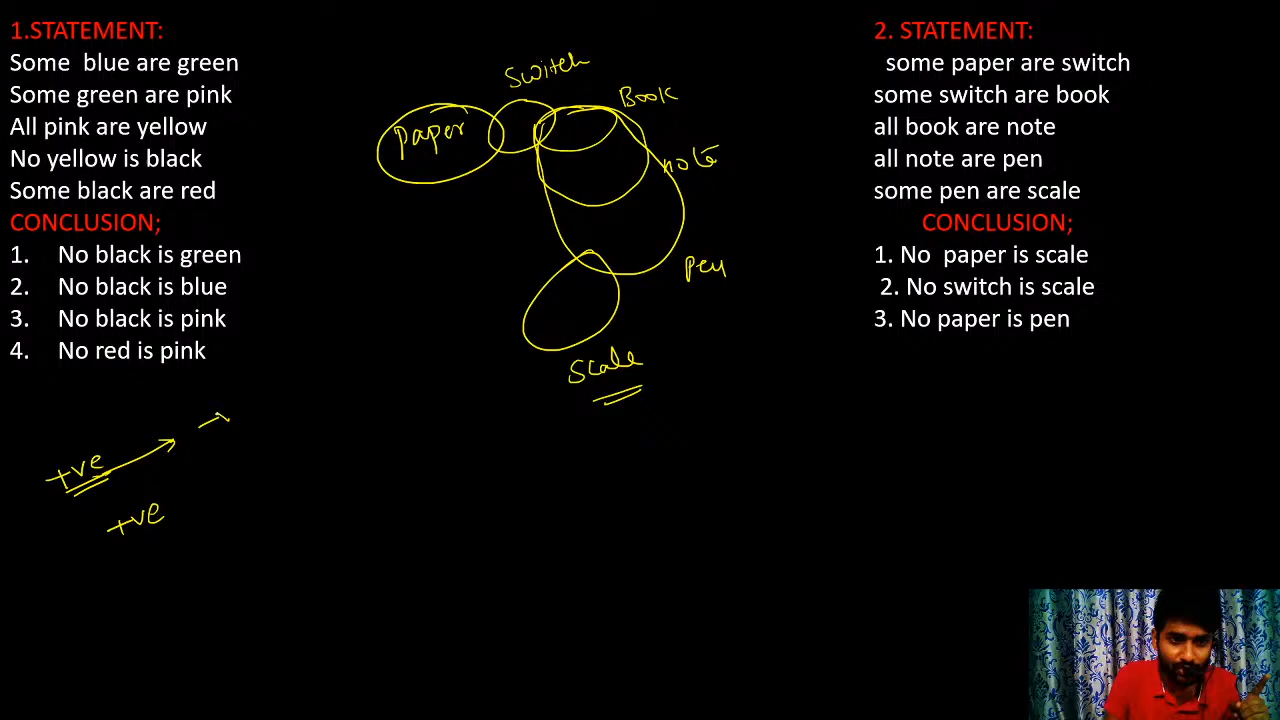 1.STATEMENT:
Some blue are green
Some green are pink
All pink are yellow
No yellow is black
Some black are red
CONCLUSION;
1. No black is green
2. No black is blue
3. No black is pink
4. No red is pink
+ve
+ve
Switch
Book
paper
note
pen
scale
2. STATEMENT:
some paper are switch
some switch are book
all book are note
all note are pen
some pen are scale
CONCLUSION;
1. No paper is scale
2. No switch is scale
3. No paper is pen